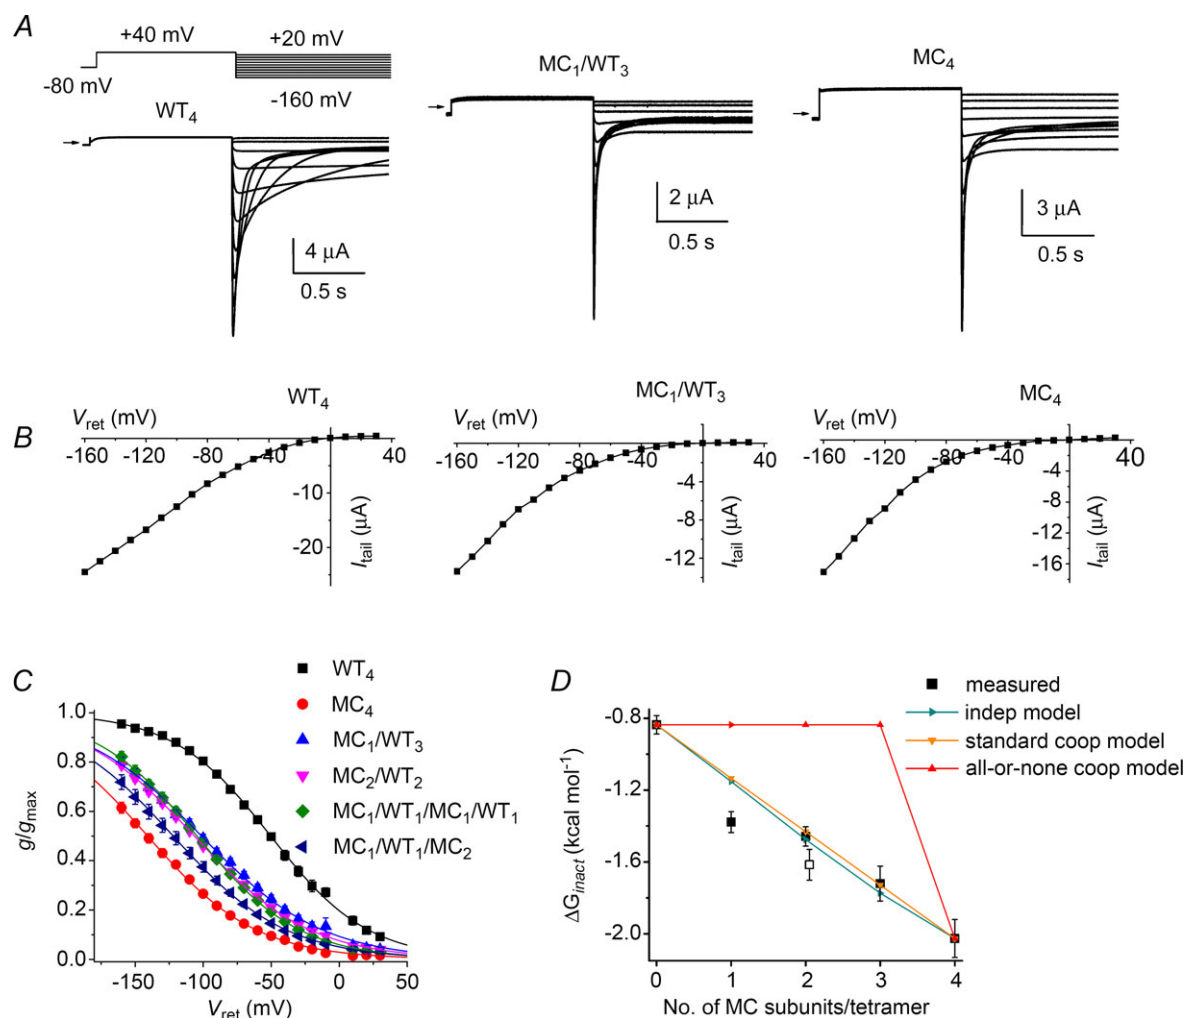 A
+40 mV
+20 mV
-80 mV
-160 mV
WT4
4 μA
0.5 s
MC1/WT3
2 μA
0.5 s
MC4
3 μA
0.5 s
B
WT4
Vret (mV)
-160 -120 -80 -40 40
-10
-20
Itail (μA)
MC1/WT3
Vret (mV)
-160 -120 -80 -40 0 40
-4
-8
-12
Itail (μA)
MC4
Vret (mV)
-160 -120 -80 -40 0 40
-4
-8
-12
-16
Itail (μA)
C
WT4
MC4
MC1/WT3
MC2/WT2
MC1/WT1/MC1/WT1
MC1/WT1/MC2
g/gmax
1.0
0.8
0.6
0.4
0.2
0.0
-150 -100 -50 0 50
Vret (mV)
D
measured
indep model
standard coop model
all-or-none coop model
ΔGinact (kcal mol-1)
-0.8
-1.2
-1.6
-2.0
0 1 2 3 4
No. of MC subunits/tetramer